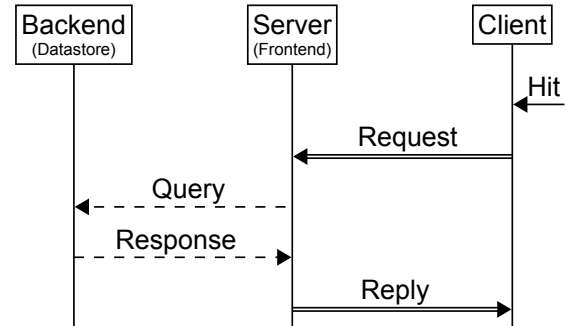 Backend
(Datastore)
Server
(Frontend)
Client
Hit
Request
Query
Response
Reply